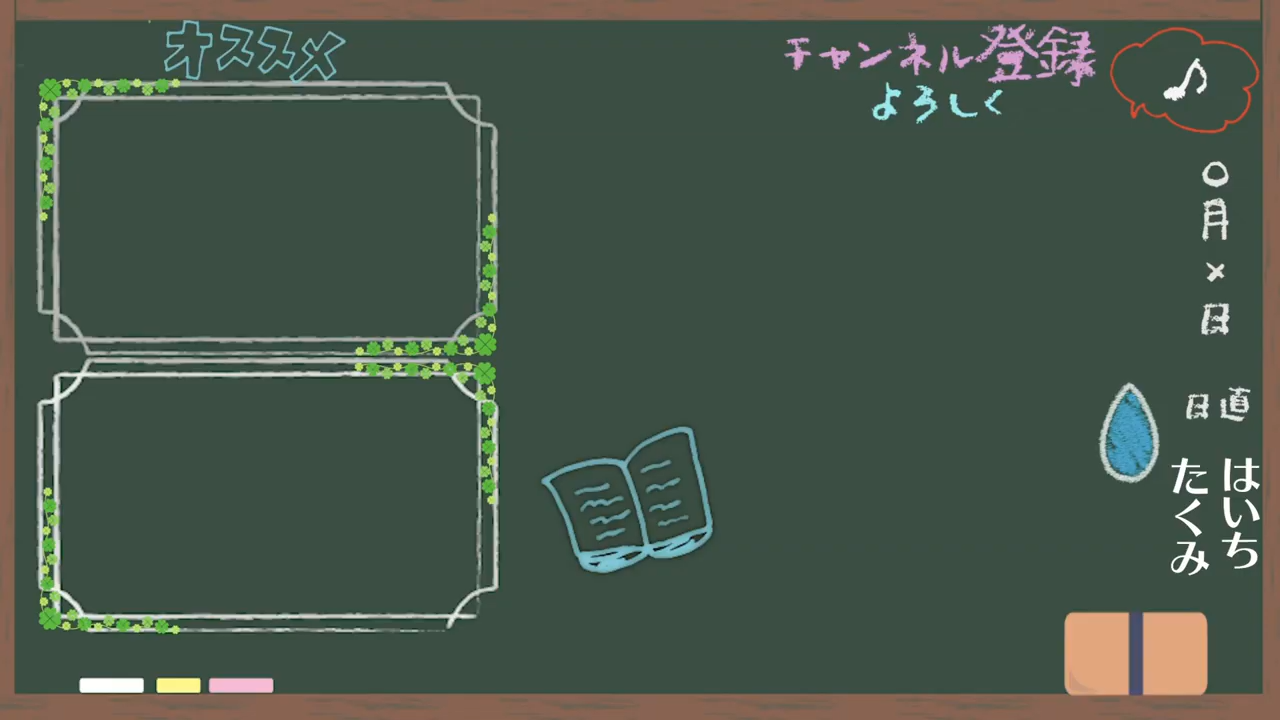 オススメ
チャンネル登録
よろしく
♪
〇月×日
日直
はいち
たくみ